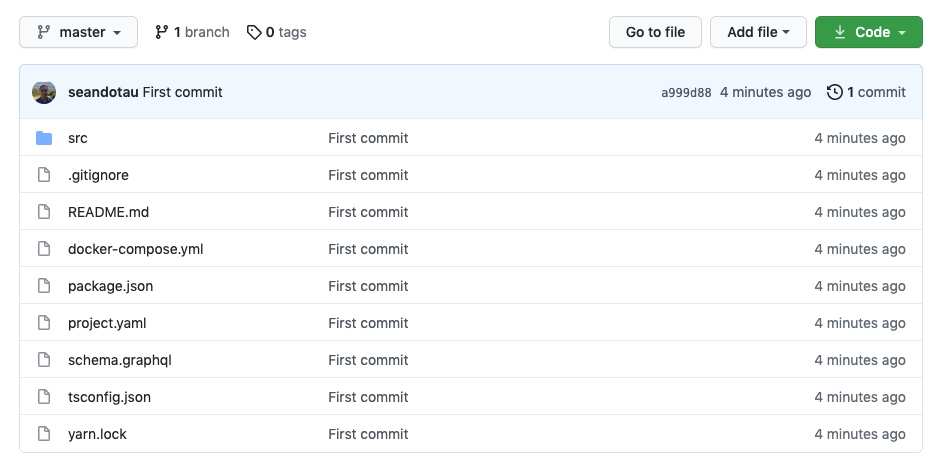 master 1 branch 0 tags Go to file Add file Code
seandotau First commit a999d88 4 minutes ago 1 commit
src First commit 4 minutes ago
.gitignore First commit 4 minutes ago
README.md First commit 4 minutes ago
docker-compose.yml First commit 4 minutes ago
package.json First commit 4 minutes ago
project.yaml First commit 4 minutes ago
schema.graphql First commit 4 minutes ago
tsconfig.json First commit 4 minutes ago
yarn.lock First commit 4 minutes ago